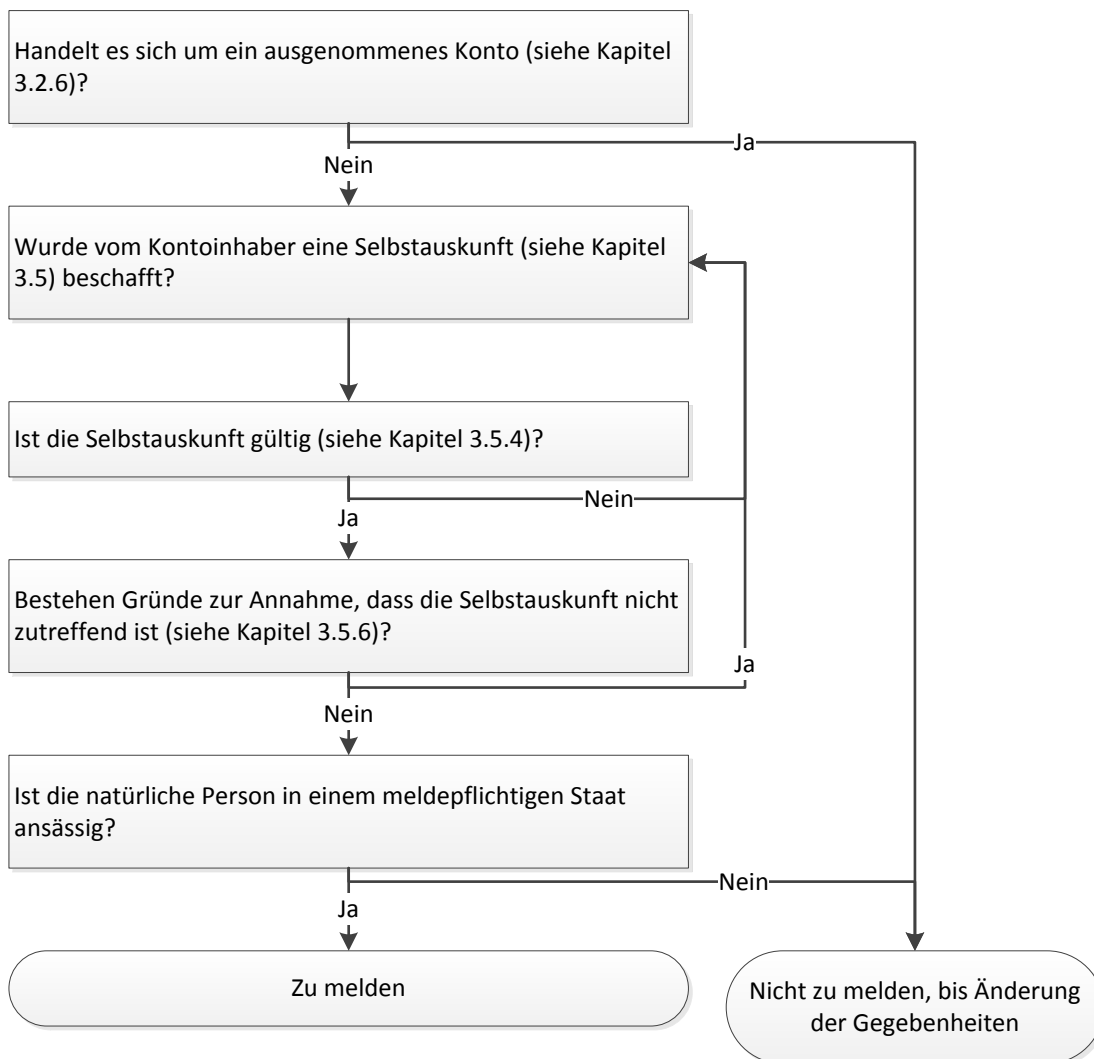 Handelt es sich um ein ausgenommenes Konto (siehe Kapitel
3.2.6)?
Ja
Nein
Wurde vom Kontoinhaber eine Selbstauskunft (siehe Kapitel
3.5) beschafft?
Ist die Selbstauskunft gültig (siehe Kapitel 3.5.4)?
Nein
Ja
Bestehen Gründe zur Annahme, dass die Selbstauskunft nicht
zutreffend ist (siehe Kapitel 3.5.6)?
Ja
Nein
Ist die natürliche Person in einem meldepflichtigen Staat
ansässig?
Nein
Ja
Zu melden
Nicht zu melden, bis Änderung
der Gegebenheiten